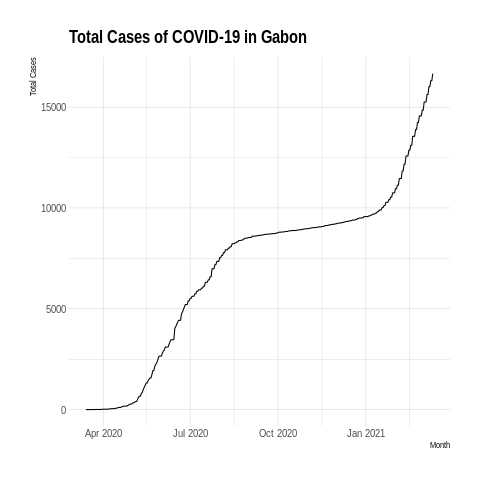 Total Cases of COVID-19 in Gabon
Total Cases
15000
10000
5000
0
Apr 2020
Jul 2020
Oct 2020
Jan 2021
Month